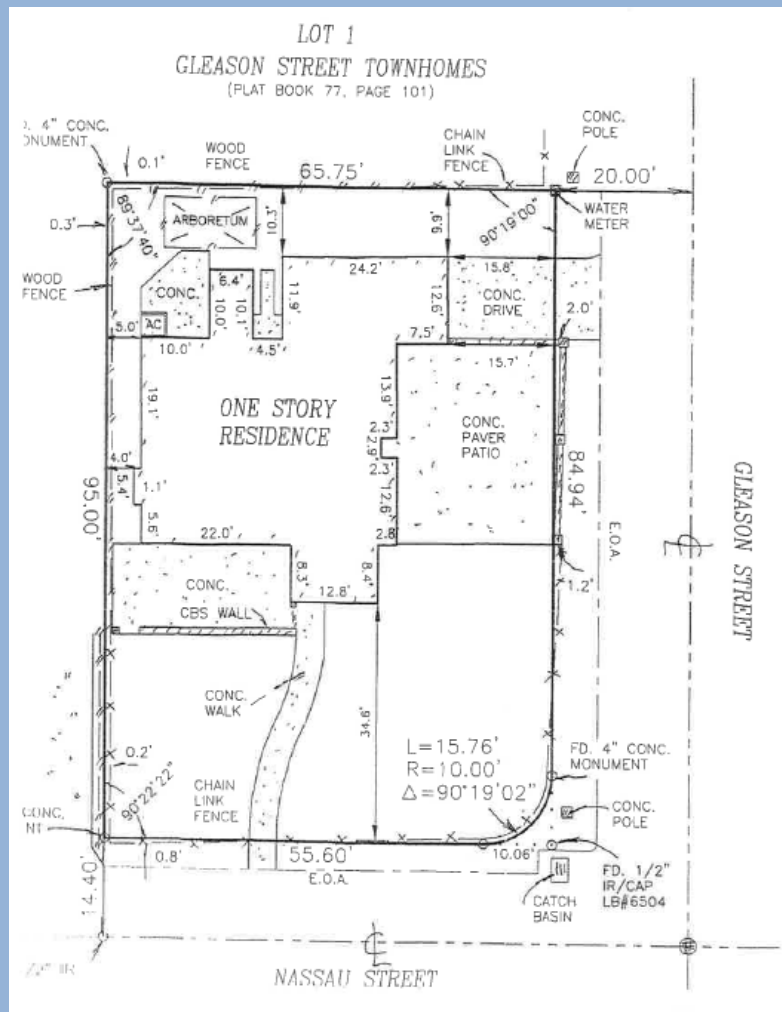 LOT 1
GLEASON STREET TOWNHOMES
(PLAT BOOK 77, PAGE 101)
4" CONC.
WOOD
FENCE
CHAIN
LINK
FENCE
CONC.
POLE
0.1'
65.75'
20.00'
WATER
METER
0.3'
89°37'40"
ARBORETUM
10.3'
9.9'
90°19'00"
WOOD
FENCE
CONC.
6.4'
24.2'
15.8'
CONC.
DRIVE
2.0'
AC
5.0'
10.0'
10.0'
10.1'
4.5'
11.9'
12.6'
7.5'
15.7'
19.1'
ONE STORY
RESIDENCE
13.9'
2.3'
2.9'
2.3'
12.6'
CONC.
PAVER
PATIO
84.94'
GLEASON STREET
95.00'
4.0'
5.4'
1.1'
5.6'
22.0'
2.8'
E.O.A.
1.2'
CONC.
CBS WALL
8.3'
12.8'
8.4'
CONC.
WALK
34.9'
L=15.76'
R=10.00'
Δ=90°19'02"
FD. 4" CONC.
MONUMENT
CONC.
POLE
0.2'
90°22'22"
CHAIN
LINK
FENCE
CONC.
0.8'
55.60'
10.06'
E.O.A.
FD. 1/2"
IR/CAP
LB#6504
CATCH
BASIN
14.40'
NASSAU STREET